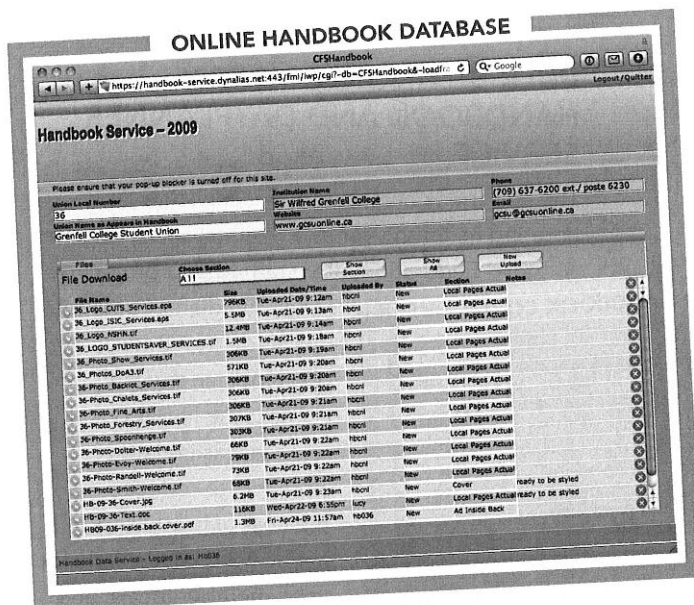 ONLINE HANDBOOK DATABASE
CFSHandbook
https://handbook-service.dynalias.net:443/fmi/iwp/cgi?-db=CFSHandbook&-loadfra
Google
Logout/Quitter
Handbook Service – 2009
Please ensure that your pop-up blocker is turned off for this site.
Union Local Number Institution Name Phone
36 Sir Wilfred Grenfell College (709) 637-6200 ext./ poste 6230
Union Name as Appears in Handbook Website Email
Grenfell College Student Union www.gcsuonline.ca gcsu@gcsuonline.ca
Files
File Download Choose Section All Show Section Show All New Upload
File Name Size Uploaded Date/Time Uploaded By Status Section Notes
36_Logo_CUTS_Services.eps 796KB Tue-Apr21-09 9:12am hbcnl New Local Pages Actual
36_Logo_ISIC_Services.eps 5.5MB Tue-Apr21-09 9:13am hbcnl New Local Pages Actual
36_Logo_NSHN.tif 12.4MB Tue-Apr21-09 9:14am hbcnl New Local Pages Actual
36_LOGO_STUDENTSAVER_SERVICES.tif 1.5MB Tue-Apr21-09 9:18am hbcnl New Local Pages Actual
36_Photo_Show_Services.tif 306KB Tue-Apr21-09 9:19am hbcnl New Local Pages Actual
36_Photos_DoA3.tif 571KB Tue-Apr21-09 9:20am hbcnl New Local Pages Actual
36-Photo_Backlot_Services.tif 306KB Tue-Apr21-09 9:20am hbcnl New Local Pages Actual
36-Photo_Chalets_Services.tif 306KB Tue-Apr21-09 9:20am hbcnl New Local Pages Actual
36-Photo_Fine_Arts.tif 306KB Tue-Apr21-09 9:21am hbcnl New Local Pages Actual
36-Photo_Forestry_Services.tif 307KB Tue-Apr21-09 9:21am hbcnl New Local Pages Actual
36-Photo_Spoonhenge.tif 303KB Tue-Apr21-09 9:21am hbcnl New Local Pages Actual
36-Photo-Dolter-Welcome.tif 66KB Tue-Apr21-09 9:22am hbcnl New Local Pages Actual
36-Photo-Evoy-Welcome.tif 79KB Tue-Apr21-09 9:22am hbcnl New Local Pages Actual
36-Photo-Randell-Welcome.tif 73KB Tue-Apr21-09 9:22am hbcnl New Local Pages Actual
36-Photo-Smith-Welcome.tif 68KB Tue-Apr21-09 9:22am hbcnl New Local Pages Actual
HB-09-36-Cover.jpg 6.2MB Tue-Apr21-09 9:23am hbcnl New Cover ready to be styled
HB-09-36-Text.doc 116KB Wed-Apr22-09 6:55pm lucy New Local Pages Actual ready to be styled
HB09-036-inside.back.cover.pdf 1.3MB Fri-Apr24-09 11:57am hb036 New Ad Inside Back
Handbook Data Service – Logged in as: Hb036